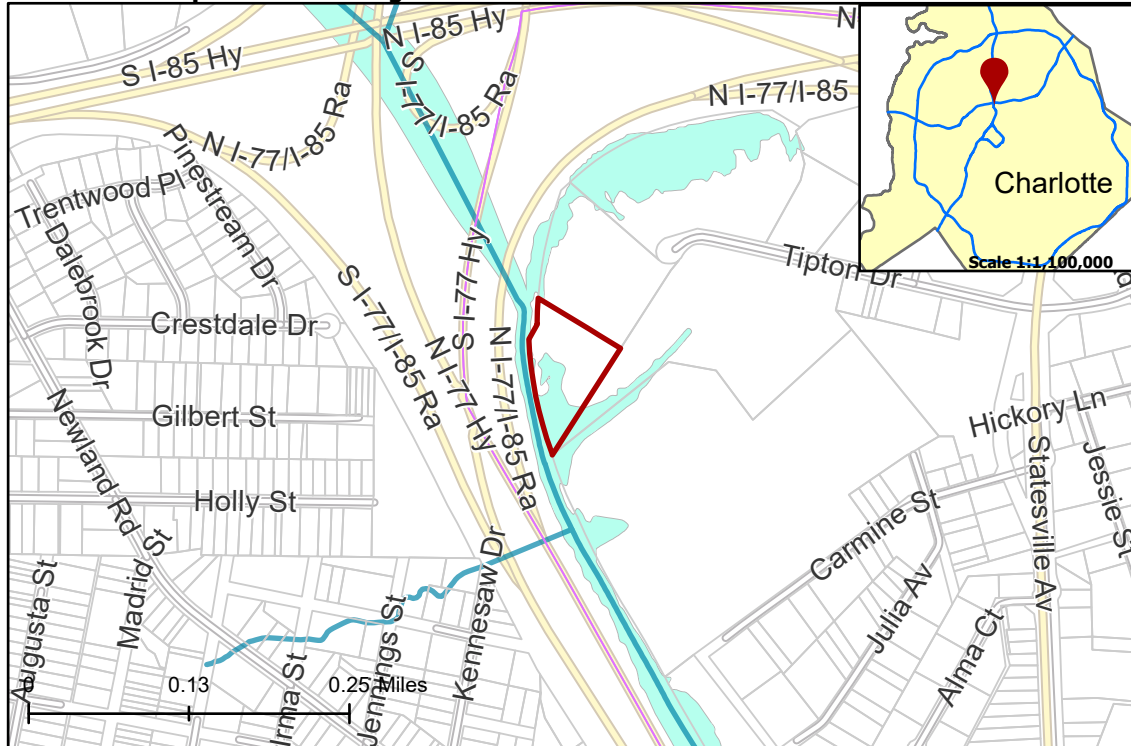 N I-85 Hy
N
S I-85 Hy
S I-77/I-85 Ra
N I-77/I-85
N I-77/I-85 Ra
Charlotte
Scale 1:1,100,000
Pinestream Dr
Trentwood Pl
Dalebrook Dr
S I-77 Hy
Tipton Dr
S I-77/I-85 Ra
Crestdale Dr
N I-77 Hy
N I-77/I-85 Ra
Gilbert St
Newland Rd
Hickory Ln
Statesville Av
Jessie St
Holly St
Carmine St
Madrid St
Kennesaw Dr
Augusta St
Julia Av
Jennings St
Irma St
Alma Ct
0
0.13
0.25 Miles